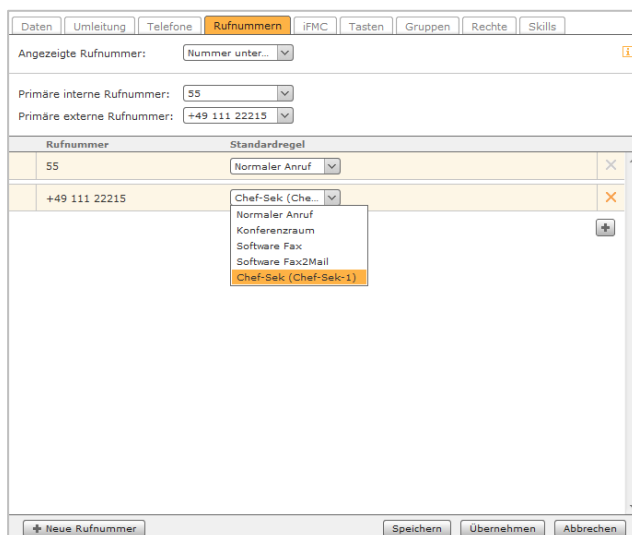 Daten Umleitung Telefone Rufnummern iFMC Tasten Gruppen Rechte Skills
Angezeigte Rufnummer: Nummer unter...
Primäre interne Rufnummer: 55
Primäre externe Rufnummer: +49 111 22215
Rufnummer Standardregel
55 Normaler Anruf
+49 111 22215 Chef-Sek (Che...
Normaler Anruf
Konferenzraum
Software Fax
Software Fax2Mail
Chef-Sek (Chef-Sek-1)
Neue Rufnummer Speichern Übernehmen Abbrechen